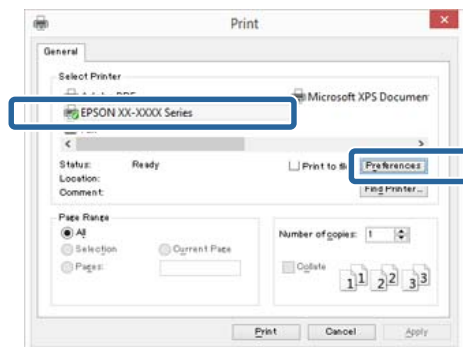 Print
General
Select Printer
Microsoft XPS Documen
EPSON XX-XXXX Series
Status: Ready
Print to
Preferences
Location:
Comment:
Find Printer...
Page Range
All
Selection
Current Page
Pages:
Number of copies: 1
Collate
1 1 2 2 3 3
Print Cancel Apply